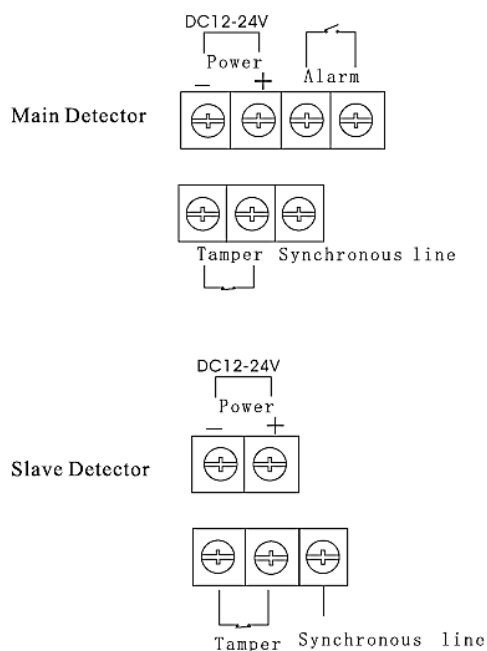 DC12-24V
Power
− +
Alarm
Main Detector
Tamper Synchronous line
DC12-24V
Power
− +
Slave Detector
Tamper Synchronous line